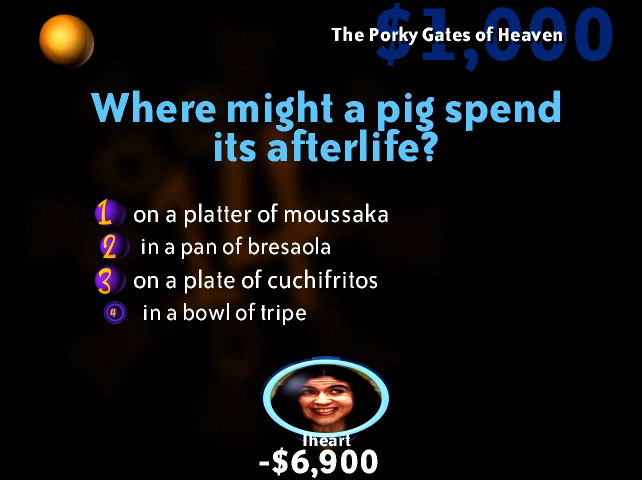 $1,000
The Porky Gates of Heaven
Where might a pig spend
its afterlife?
1 on a platter of moussaka
2 in a pan of bresaola
3 on a plate of cuchifritos
4 in a bowl of tripe
Iheart
-$6,900